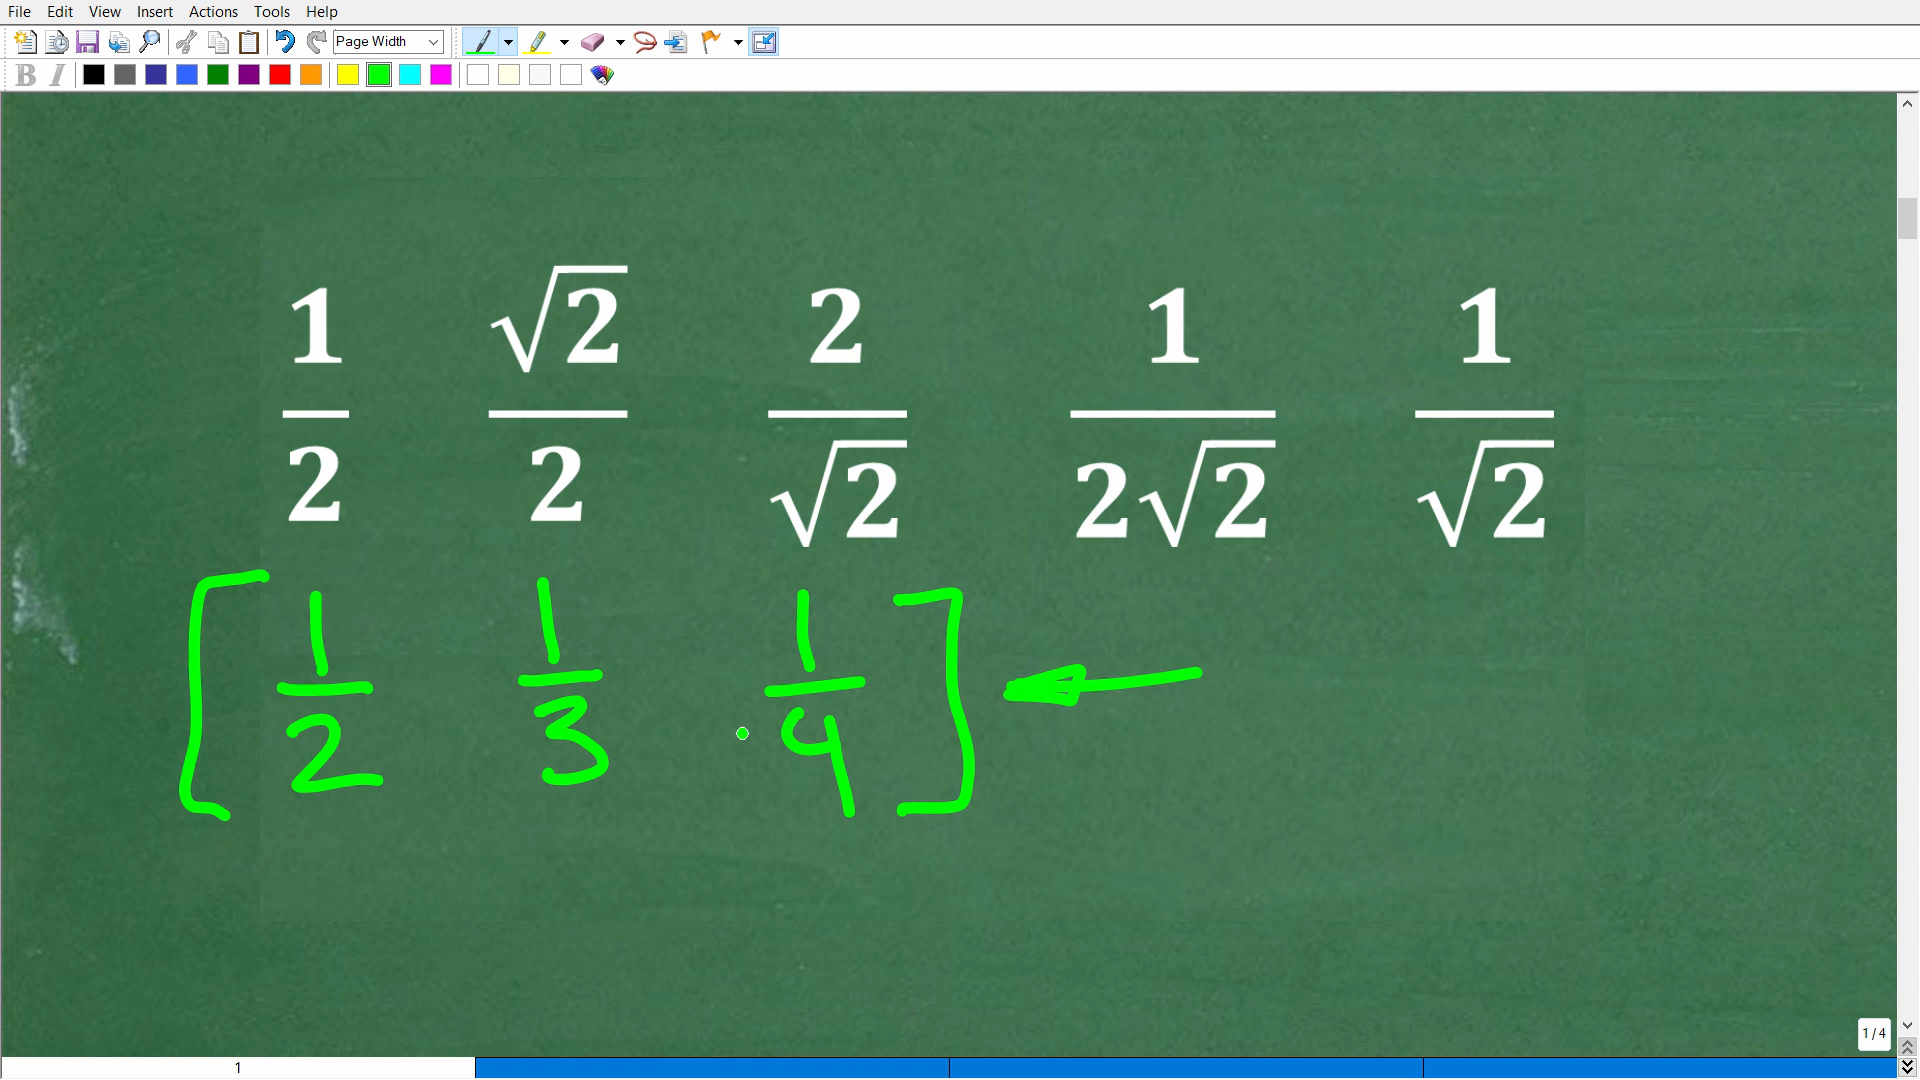 File Edit View Insert Actions Tools Help
Page Width
B I
1/2 √2/2 2/√2 1/2√2 1/√2
[1/2 1/3 1/4]
1 / 4
1